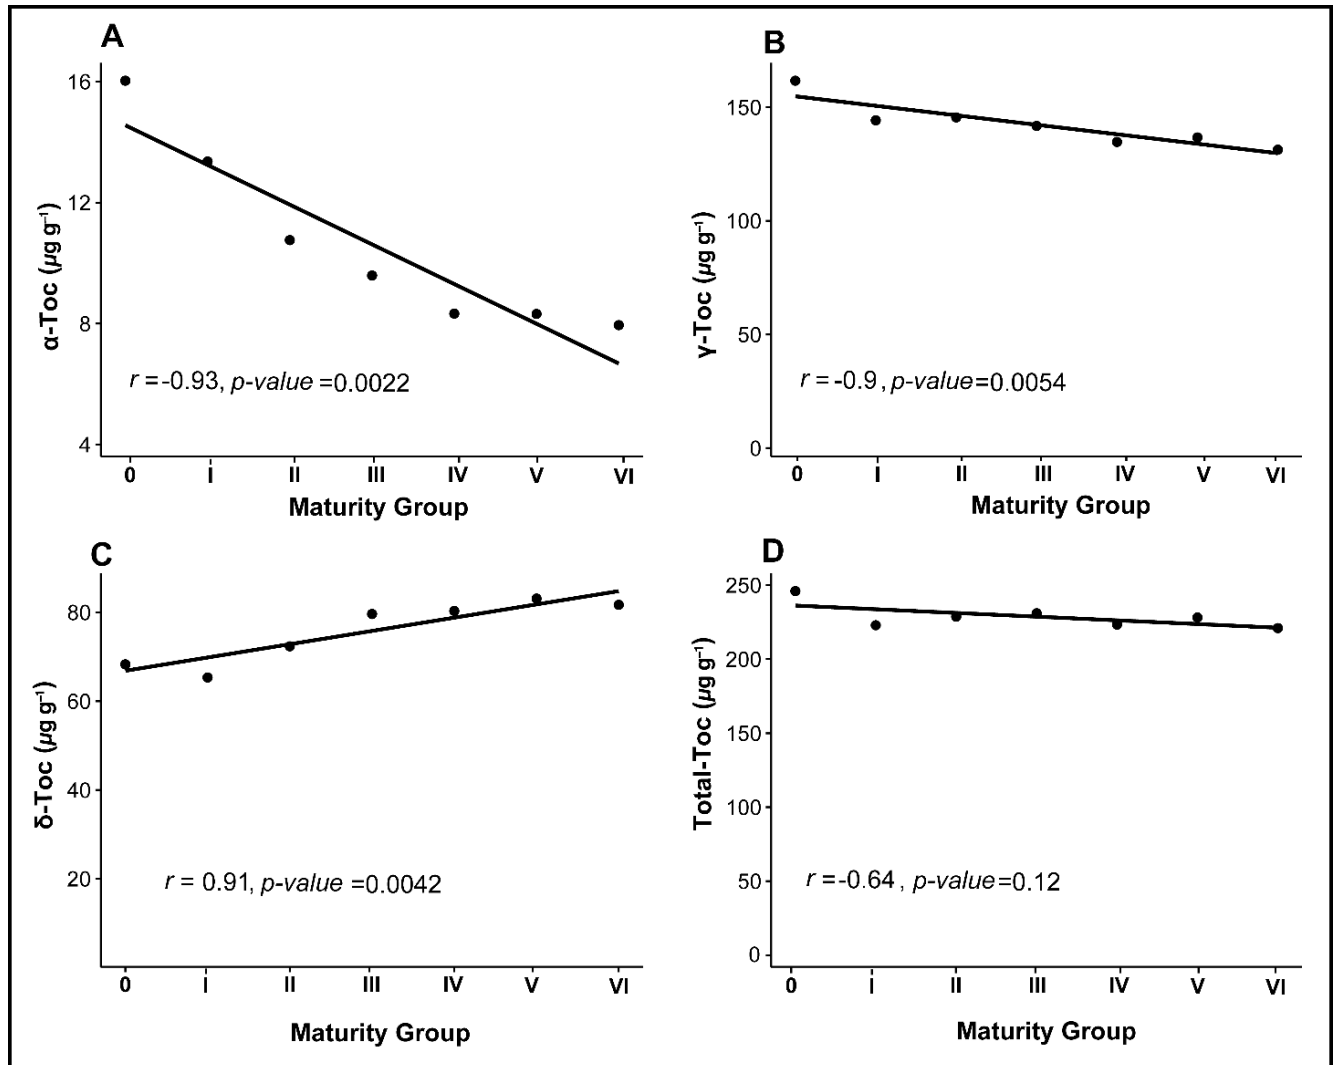 A
α-Toc (µg g⁻¹)
16
12
8
4
r =-0.93, p-value =0.0022
0 I II III IV V VI
Maturity Group
B
γ-Toc (µg g⁻¹)
150
100
50
0
r = -0.9, p-value=0.0054
0 I II III IV V VI
Maturity Group
C
δ-Toc (µg g⁻¹)
80
60
40
20
r = 0.91, p-value =0.0042
0 I II III IV V VI
Maturity Group
D
Total-Toc (µg g⁻¹)
250
200
150
100
50
0
r =-0.64 , p-value=0.12
0 I II III IV V VI
Maturity Group